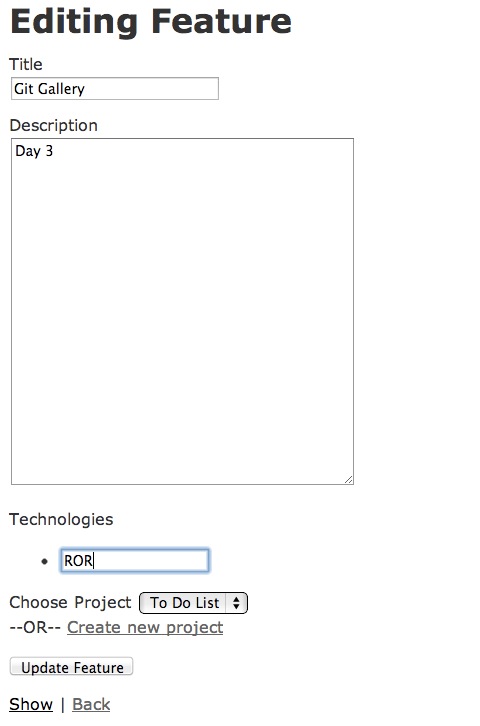 Editing Feature
Title
Git Gallery
Description
Day 3
Technologies
ROR
Choose Project To Do List
--OR-- Create new project
Update Feature
Show | Back